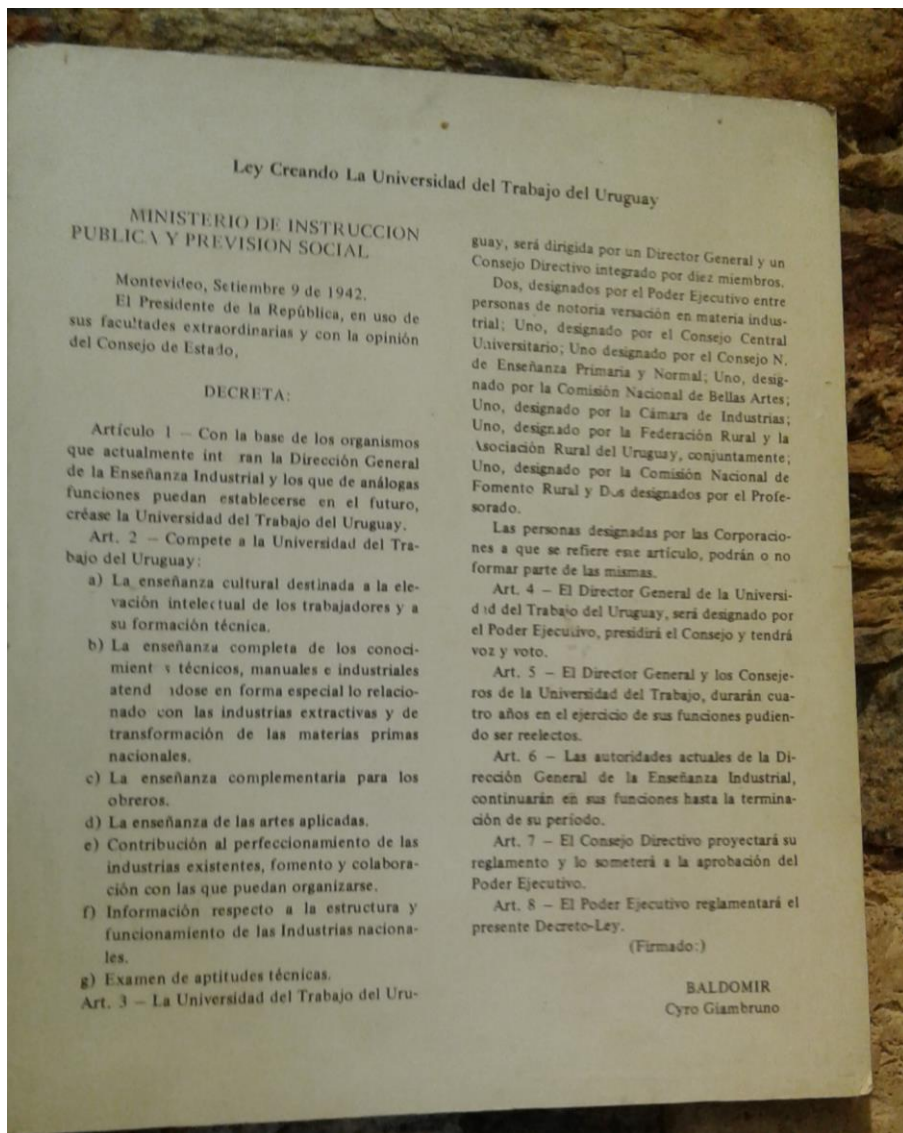 Ley Creando La Universidad del Trabajo del Uruguay
MINISTERIO DE INSTRUCCION
PUBLICA Y PREVISION SOCIAL
Montevideo, Setiembre 9 de 1942.
El Presidente de la República, en uso de
sus facultades extraordinarias y con la opinión
del Consejo de Estado,
DECRETA:
Artículo 1 — Con la base de los organismos
que actualmente int ran la Dirección General
de la Enseñanza Industrial y los que de análogas
funciones puedan establecerse en el futuro,
créase la Universidad del Trabajo del Uruguay.
Art. 2 — Compete a la Universidad del Tra-
bajo del Uruguay:
a) La enseñanza cultural destinada a la ele-
vación intelectual de los trabajadores y a
su formación técnica.
b) La enseñanza completa de los conoci-
mient s técnicos, manuales e industriales
atend  dose en forma especial lo relacio-
nado con las industrias extractivas y de
transformación de las materias primas
nacionales.
c) La enseñanza complementaria para los
obreros.
d) La enseñanza de las artes aplicadas.
e) Contribución al perfeccionamiento de las
industrias existentes, fomento y colabora-
ción con las que puedan organizarse.
f) Información respecto a la estructura y
funcionamiento de las Industrias naciona-
les.
g) Examen de aptitudes técnicas.
Art. 3 — La Universidad del Trabajo del Uru-
guay, será dirigida por un Director General y un
Consejo Directivo integrado por diez miembros.
Dos, designados por el Poder Ejecutivo entre
personas de notoria versación en materia indus-
trial; Uno, designado por el Consejo Central
Universitario; Uno designado por el Consejo N.
de Enseñanza Primaria y Normal; Uno, desig-
nado por la Comisión Nacional de Bellas Artes;
Uno, designado por la Cámara de Industrias;
Uno, designado por la Federación Rural y la
Asociación Rural del Uruguay, conjuntamente;
Uno, designado por la Comisión Nacional de
Fomento Rural y Dos designados por el Profe-
sorado.
Las personas designadas por las Corporacio-
nes a que se refiere este artículo, podrán o no
formar parte de las mismas.
Art. 4 — El Director General de la Universi-
dad del Trabajo del Uruguay, será designado por
el Poder Ejecutivo, presidirá el Consejo y tendrá
voz y voto.
Art. 5 — El Director General y los Conseje-
ros de la Universidad del Trabajo, durarán cua-
tro años en el ejercicio de sus funciones pudien-
do ser reelectos.
Art. 6 — Las autoridades actuales de la Di-
rección General de la Enseñanza Industrial,
continuarán en sus funciones hasta la termina-
ción de su período.
Art. 7 — El Consejo Directivo proyectará su
reglamento y lo someterá a la aprobación del
Poder Ejecutivo.
Art. 8 — El Poder Ejecutivo reglamentará el
presente Decreto-Ley.
(Firmado:)
BALDOMIR
Cyro Giambruno